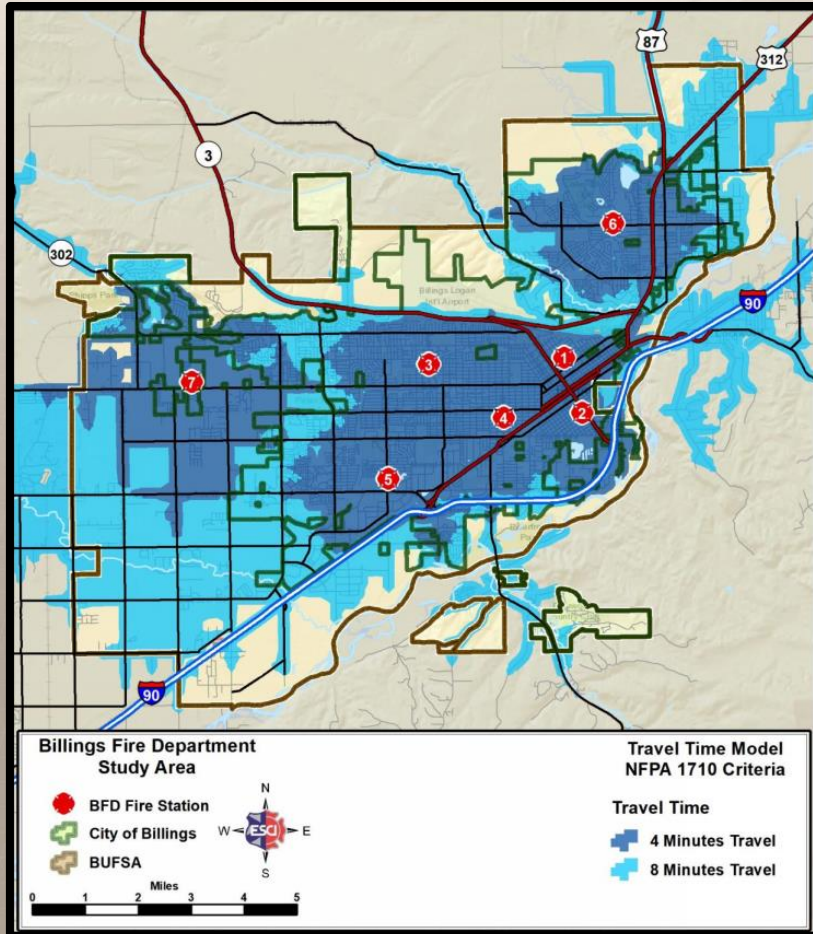 87
312
3
6
302
Billings Logan
Int'l Airport
90
1
3
7
2
4
5
90
Billings Fire Department
Study Area
BFD Fire Station
City of Billings
BUFSA
N
W
ESCI
E
S
Miles
0 1 2 3 4 5
Travel Time Model
NFPA 1710 Criteria
Travel Time
4 Minutes Travel
8 Minutes Travel